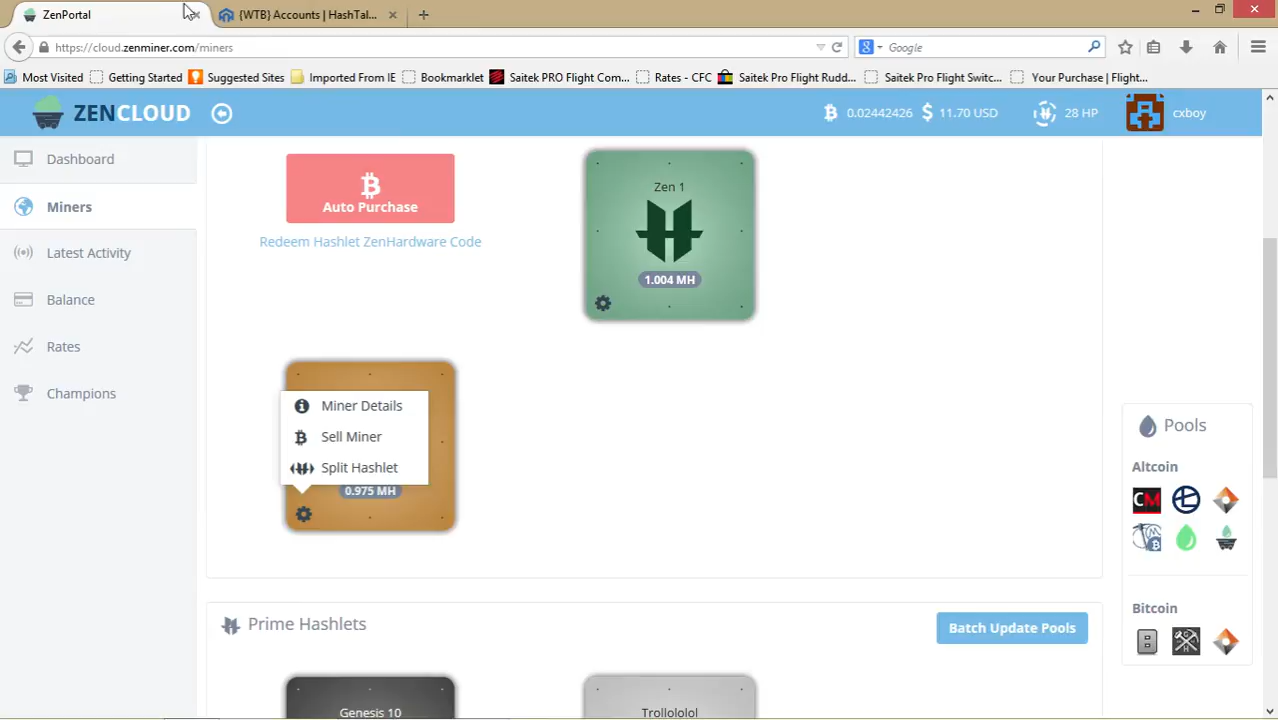 ZenPortal
{WTB} Accounts | HashTal...
https://cloud.zenminer.com/miners
Google
Most Visited
Getting Started
Suggested Sites
Imported From IE
Bookmarklet
Saitek PRO Flight Com...
Rates - CFC
Saitek Pro Flight Rudd...
Saitek Pro Flight Switc...
Your Purchase | Flight...
ZENCLOUD
0.02442426
$ 11.70 USD
28 HP
cxboy
Dashboard
Miners
Latest Activity
Balance
Rates
Champions
Auto Purchase
Redeem Hashlet ZenHardware Code
Zen 1
1.004 MH
Miner Details
Sell Miner
Split Hashlet
0.975 MH
Pools
Altcoin
CM
Bitcoin
Prime Hashlets
Batch Update Pools
Genesis 10
Trollololol